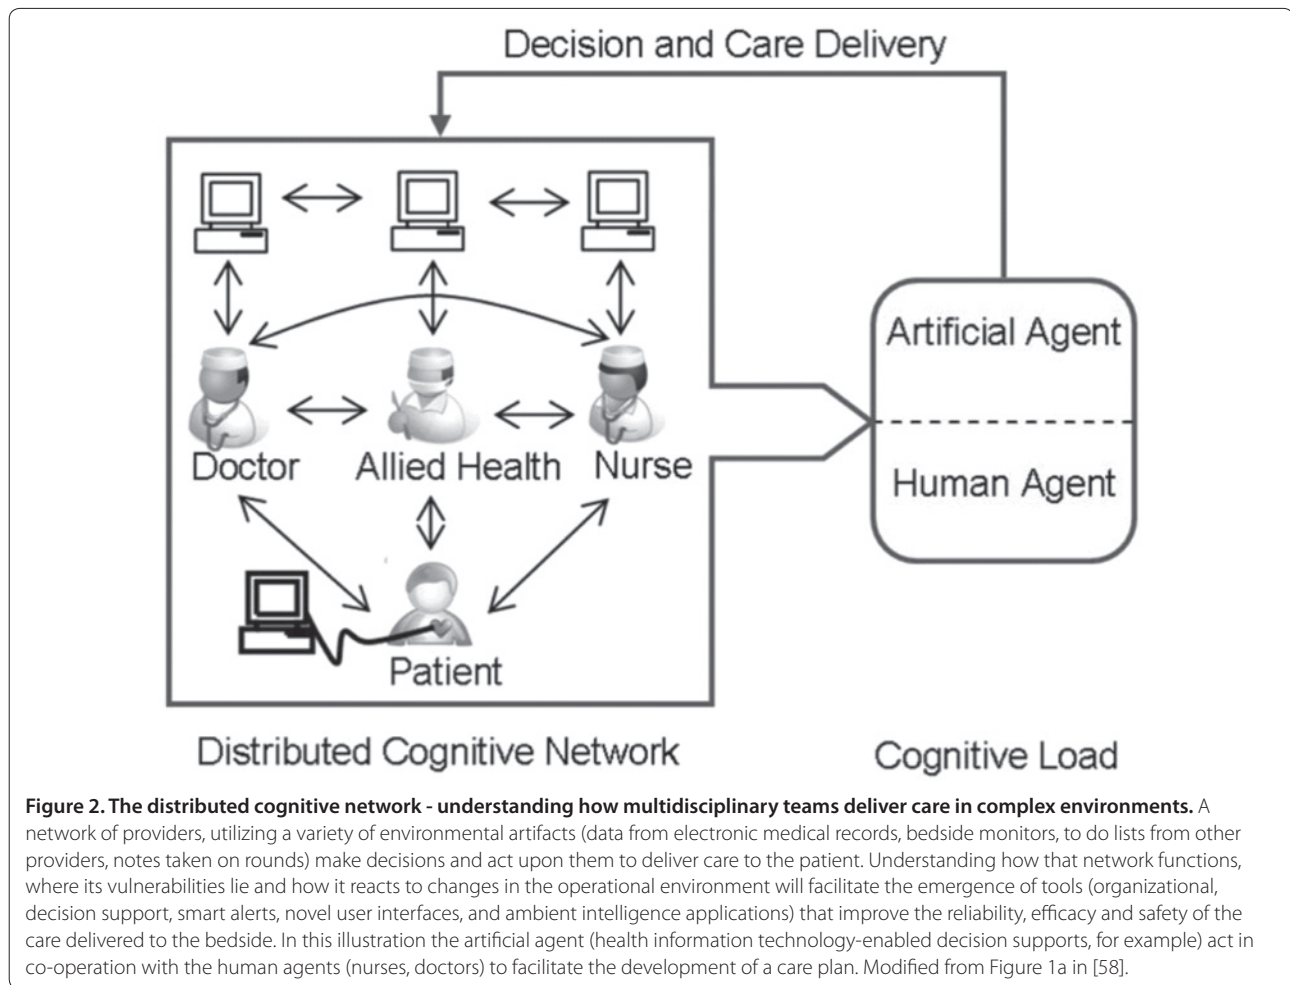 Decision and Care Delivery
Artificial Agent
Human Agent
Doctor
Allied Health
Nurse
Patient
Distributed Cognitive Network
Cognitive Load
Figure 2. The distributed cognitive network - understanding how multidisciplinary teams deliver care in complex environments. A
network of providers, utilizing a variety of environmental artifacts (data from electronic medical records, bedside monitors, to do lists from other
providers, notes taken on rounds) make decisions and act upon them to deliver care to the patient. Understanding how that network functions,
where its vulnerabilities lie and how it reacts to changes in the operational environment will facilitate the emergence of tools (organizational,
decision support, smart alerts, novel user interfaces, and ambient intelligence applications) that improve the reliability, efficacy and safety of the
care delivered to the bedside. In this illustration the artificial agent (health information technology-enabled decision supports, for example) act in
co-operation with the human agents (nurses, doctors) to facilitate the development of a care plan. Modified from Figure 1a in [58].